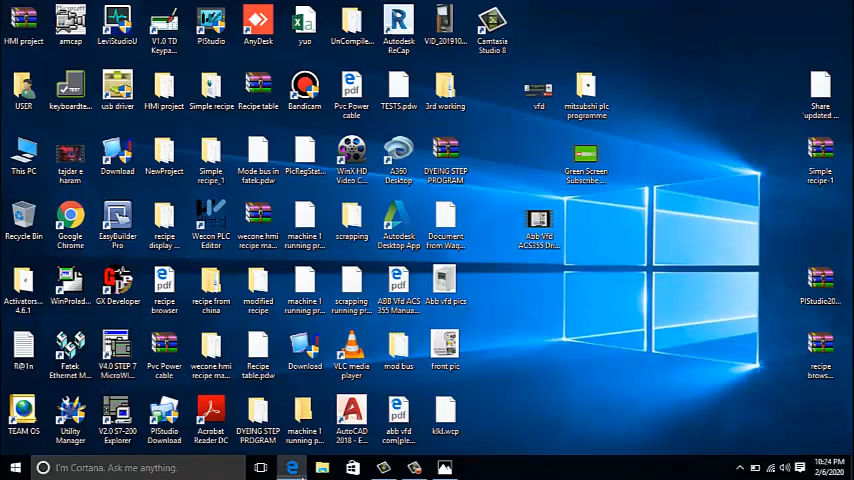 HMI project
amcap
LeviStudioU
V1.0 TD
Keypa...
PIStudio
AnyDesk
yuo
UnCompile...
Autodesk
ReCap
VID_201910...
Camtasia
Studio 8
USER
keyboardte...
usb driver
HMI project
Simple recipe
Recipe table
Bandicam
Pvc Power
cable
TESTS.pdw
3rd working
vfd
mitsubshi plc
programme
Share
'updated ...
This PC
tajdar e
haram
Download
NewProject
Simple
recipe_1
Mode bus in
fatek.pdw
PlcRegStat...
WinX HD
Video C...
A360
Desktop
DYEING STEP
PROGRAM
Green Screen
Subscribe ...
Simple
recipe-1
Recycle Bin
Google
Chrome
EasyBuilder
Pro
recipe
display ...
Wecon PLC
Editor
wecone hmi
recipe ma...
machine 1
running pr...
scrapping
Autodesk
Desktop App
Document
from Waq...
Abb Vfd
ACS355 Dri...
Activators...
4.6.1
WinProlad...
GX Developer
recipe
browser
recipe from
china
modified
recipe
machine 1
running pr...
scrapping
running pr...
ABB Vfd ACS
355 Manua...
Abb vfd pics
PIStudio20...
R@1n
Fatek
Ethernet M...
V4.0 STEP 7
MicroWI...
Pvc Power
cable
wecone hmi
recipe ma...
Recipe
table.pdw
Download
VLC media
player
mod bus
front pic
recipe
brows...
TEAM OS
Utility
Manager
V2.0 S7-200
Explorer
PIStudio
Download
Acrobat
Reader DC
DYEING STEP
PROGRAM
machine 1
running pr...
AutoCAD
2018 - E...
abb vfd
com[ple...
klkl.wcp
I'm Cortana. Ask me anything.
10:24 PM
2/6/2020